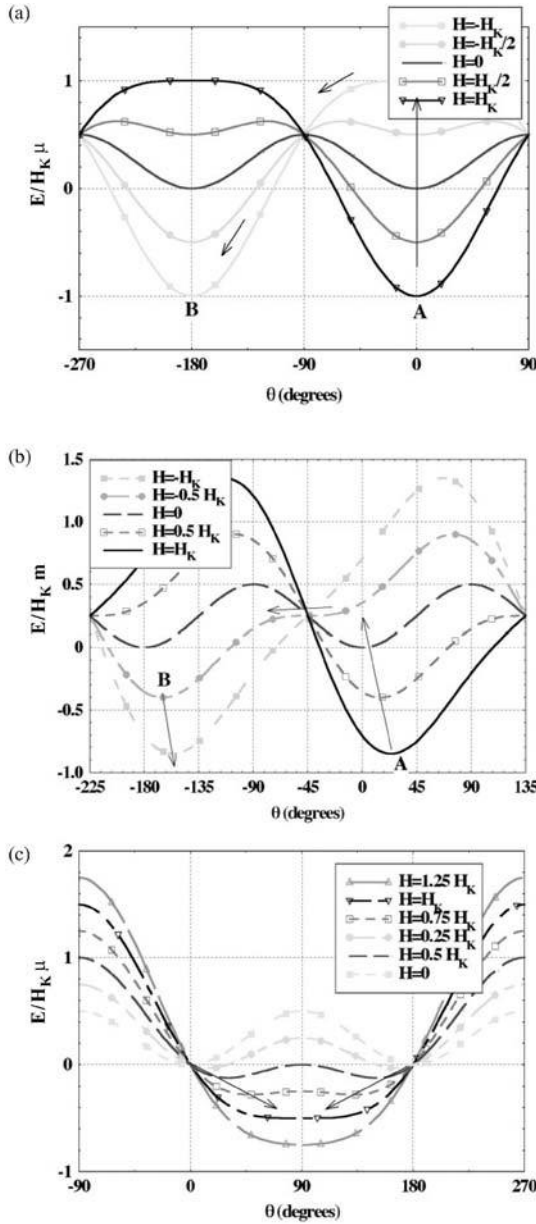 (a)
H=-H_K
H=-H_K/2
H=0
H=H_K/2
H=H_K
E/H_K μ
1
0
-1
B
A
-270
-180
-90
0
90
θ (degrees)
(b)
H=-H_K
H=-0.5 H_K
H=0
H=0.5 H_K
H=H_K
E/H_K m
1.5
1.0
0.5
0
-0.5
-1.0
B
A
-225
-180
-135
-90
-45
0
45
90
135
θ (degrees)
(c)
H=1.25 H_K
H=H_K
H=0.75 H_K
H=0.25 H_K
H=0.5 H_K
H=0
E/H_K μ
2
1
0
-1
-90
0
90
180
270
θ (degrees)